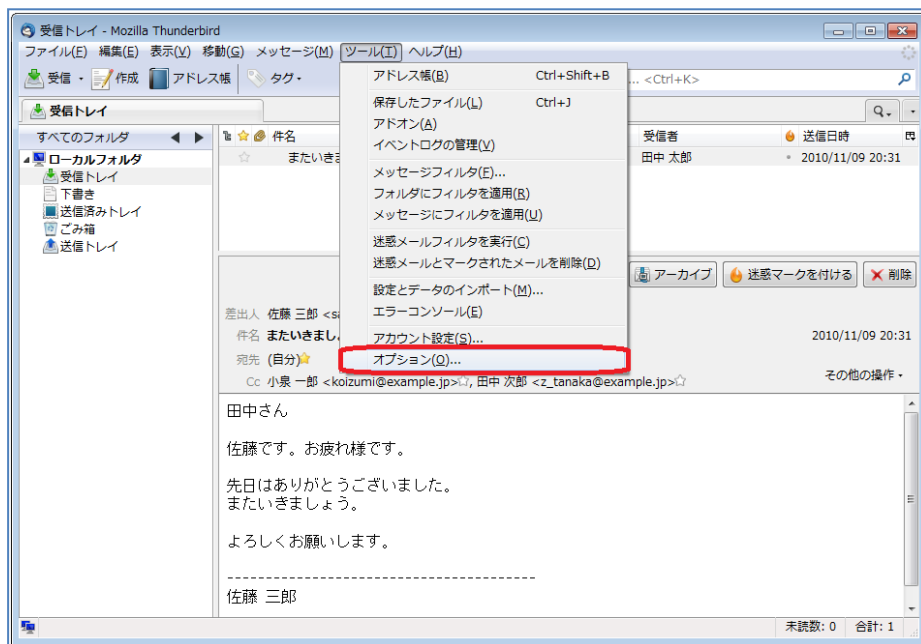 受信トレイ - Mozilla Thunderbird
ファイル(F) 編集(E) 表示(V) 移動(G) メッセージ(M) ツール(T) ヘルプ(H)
受信 作成 アドレス帳 タグ
... <Ctrl+K>
受信トレイ
アドレス帳(B) Ctrl+Shift+B
保存したファイル(L) Ctrl+J
アドオン(A)
イベントログの管理(V)
メッセージフィルタ(F)...
フォルダにフィルタを適用(R)
メッセージにフィルタを適用(U)
迷惑メールフィルタを実行(C)
迷惑メールとマークされたメールを削除(D)
設定とデータのインポート(M)...
エラーコンソール(E)
アカウント設定(S)...
オプション(O)...
すべてのフォルダ
ローカルフォルダ
受信トレイ
下書き
送信済みトレイ
ごみ箱
送信トレイ
件名 受信者 送信日時
またいきま 田中 太郎 2010/11/09 20:31
アーカイブ 迷惑マークを付ける 削除
差出人 佐藤 三郎 <sa
件名 またいきまし 2010/11/09 20:31
宛先 (自分)
Cc 小泉 一郎 <koizumi@example.jp>, 田中 次郎 <z_tanaka@example.jp>
その他の操作
田中さん
佐藤です。お疲れ様です。
先日はありがとうございました。
またいきましょう。
よろしくお願いします。
----------------------------------------
佐藤 三郎
未読数: 0 合計: 1